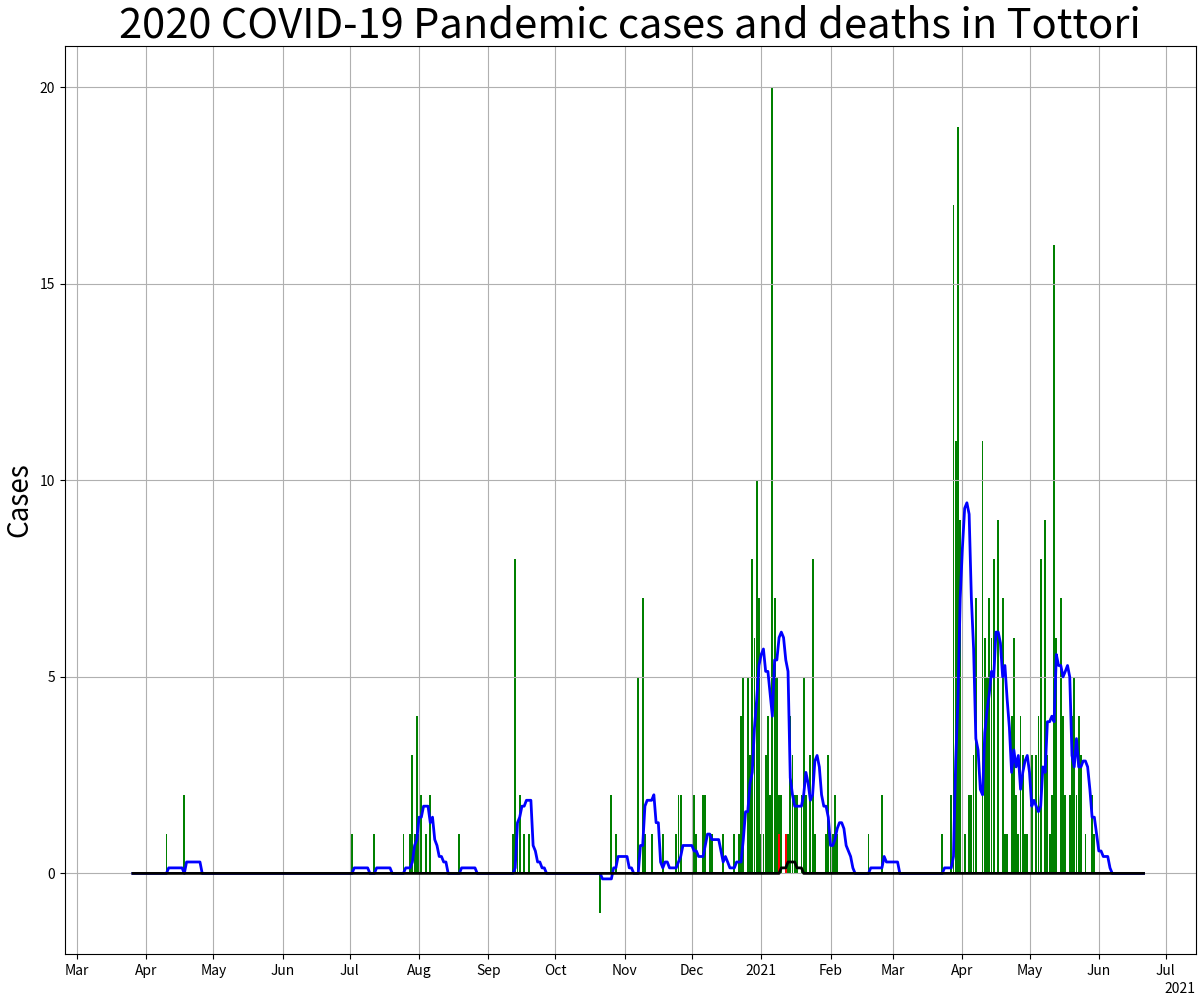 2020 COVID-19 Pandemic cases and deaths in Tottori
20
15
10
5
0
Cases
Mar Apr May Jun Jul Aug Sep Oct Nov Dec 2021 Feb Mar Apr May Jun Jul
2021